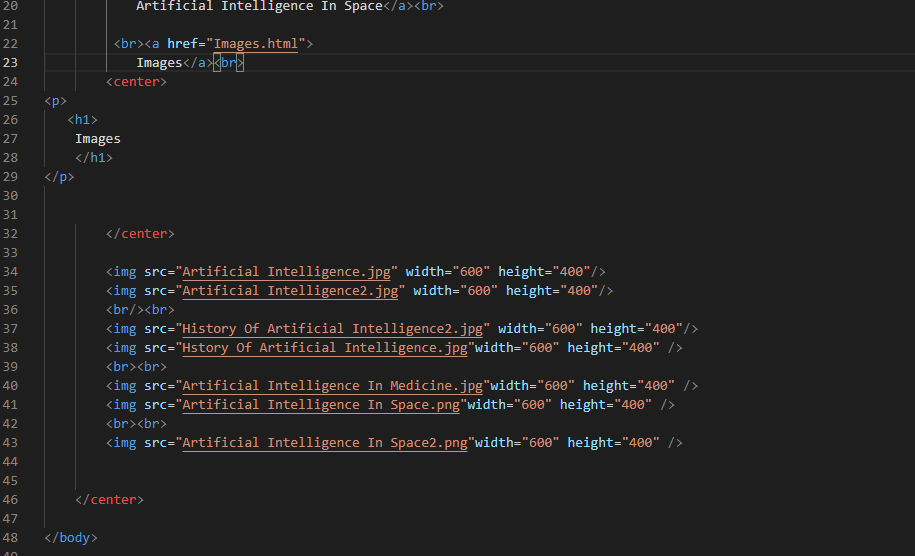 20 Artificial Intelligence In Space</a><br>
21
22 <br><a href="Images.html">
23 Images</a><br>
24 <center>
25 <p>
26 <h1>
27 Images
28 </h1>
29 </p>
30
31
32 </center>
33
34 <img src="Artificial Intelligence.jpg" width="600" height="400"/>
35 <img src="Artificial Intelligence2.jpg" width="600" height="400"/>
36 <br/><br>
37 <img src="History Of Artificial Intelligence2.jpg" width="600" height="400"/>
38 <img src="Hstory Of Artificial Intelligence.jpg"width="600" height="400" />
39 <br><br>
40 <img src="Artificial Intelligence In Medicine.jpg"width="600" height="400" />
41 <img src="Artificial Intelligence In Space.png"width="600" height="400" />
42 <br><br>
43 <img src="Artificial Intelligence In Space2.png"width="600" height="400" />
44
45
46 </center>
47
48 </body>